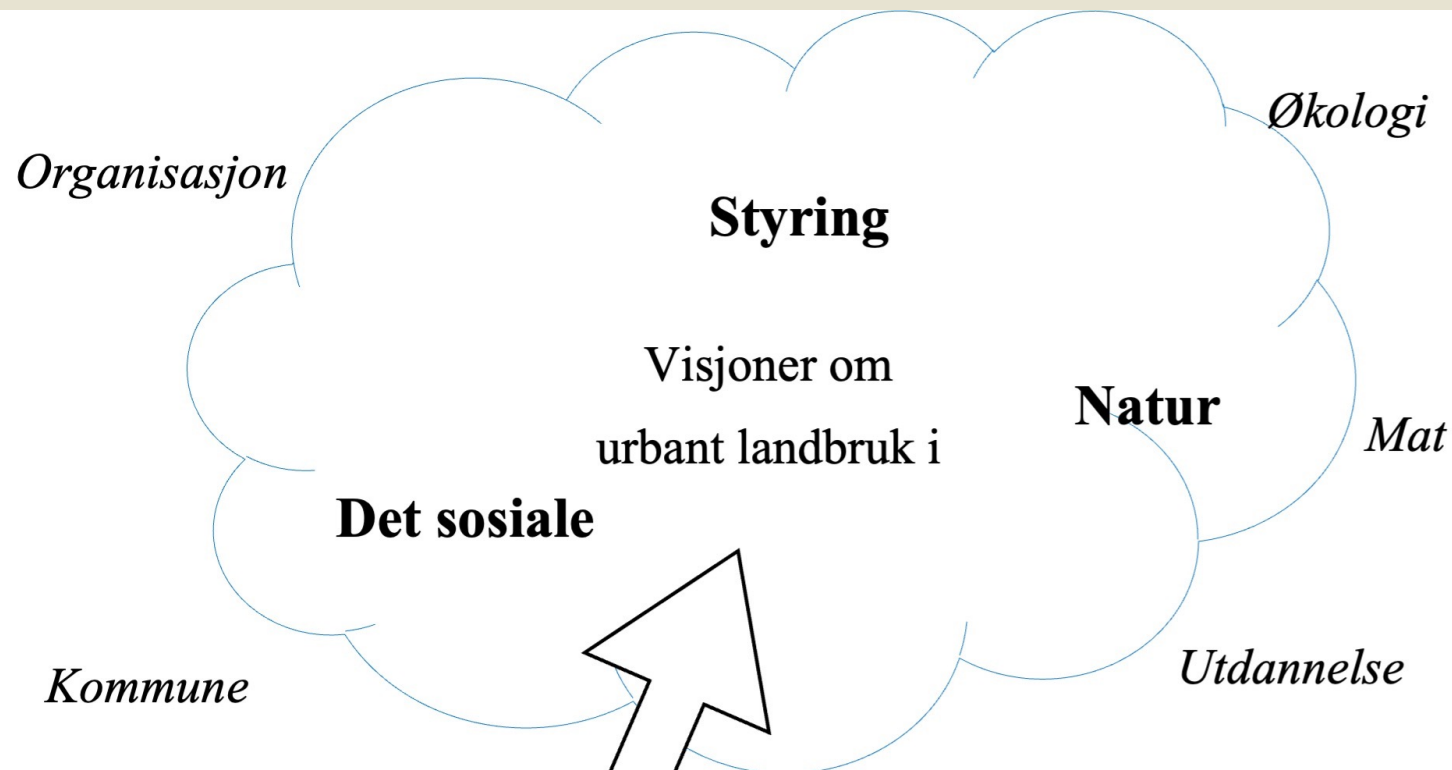 Økologi
Organisasjon
Styring
Visjoner om
urbant landbruk i
Natur
Mat
Det sosiale
Kommune
Utdannelse